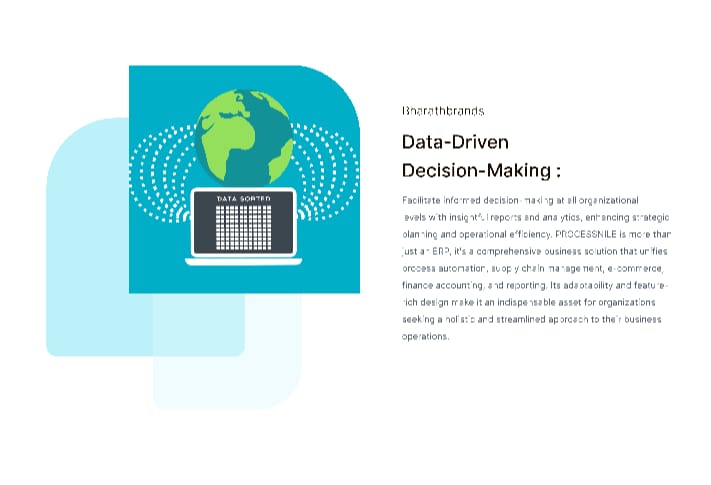 DATA SORTED
Bharathbrands
Data-Driven
Decision-Making :
Facilitate informed decision-making at all organizational
levels with insightful reports and analytics, enhancing strategic
planning and operational efficiency. PROCESSNILE is more than
just an ERP, it's a comprehensive business solution that unifies
process automation, supply chain management, e-commerce,
finance accounting, and reporting. Its adaptability and feature-
rich design make it an indispensable asset for organizations
seeking a holistic and streamlined approach to their business
operations.